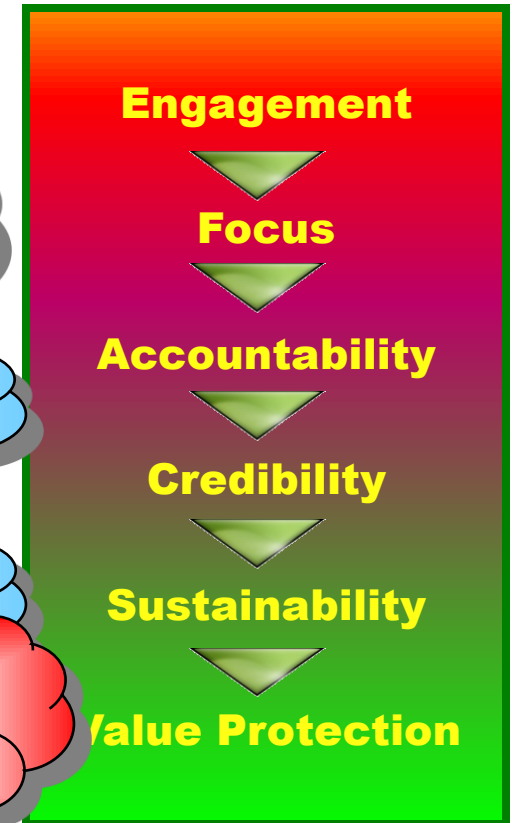 Engagement
Focus
Accountability
Credibility
Sustainability
Value Protection